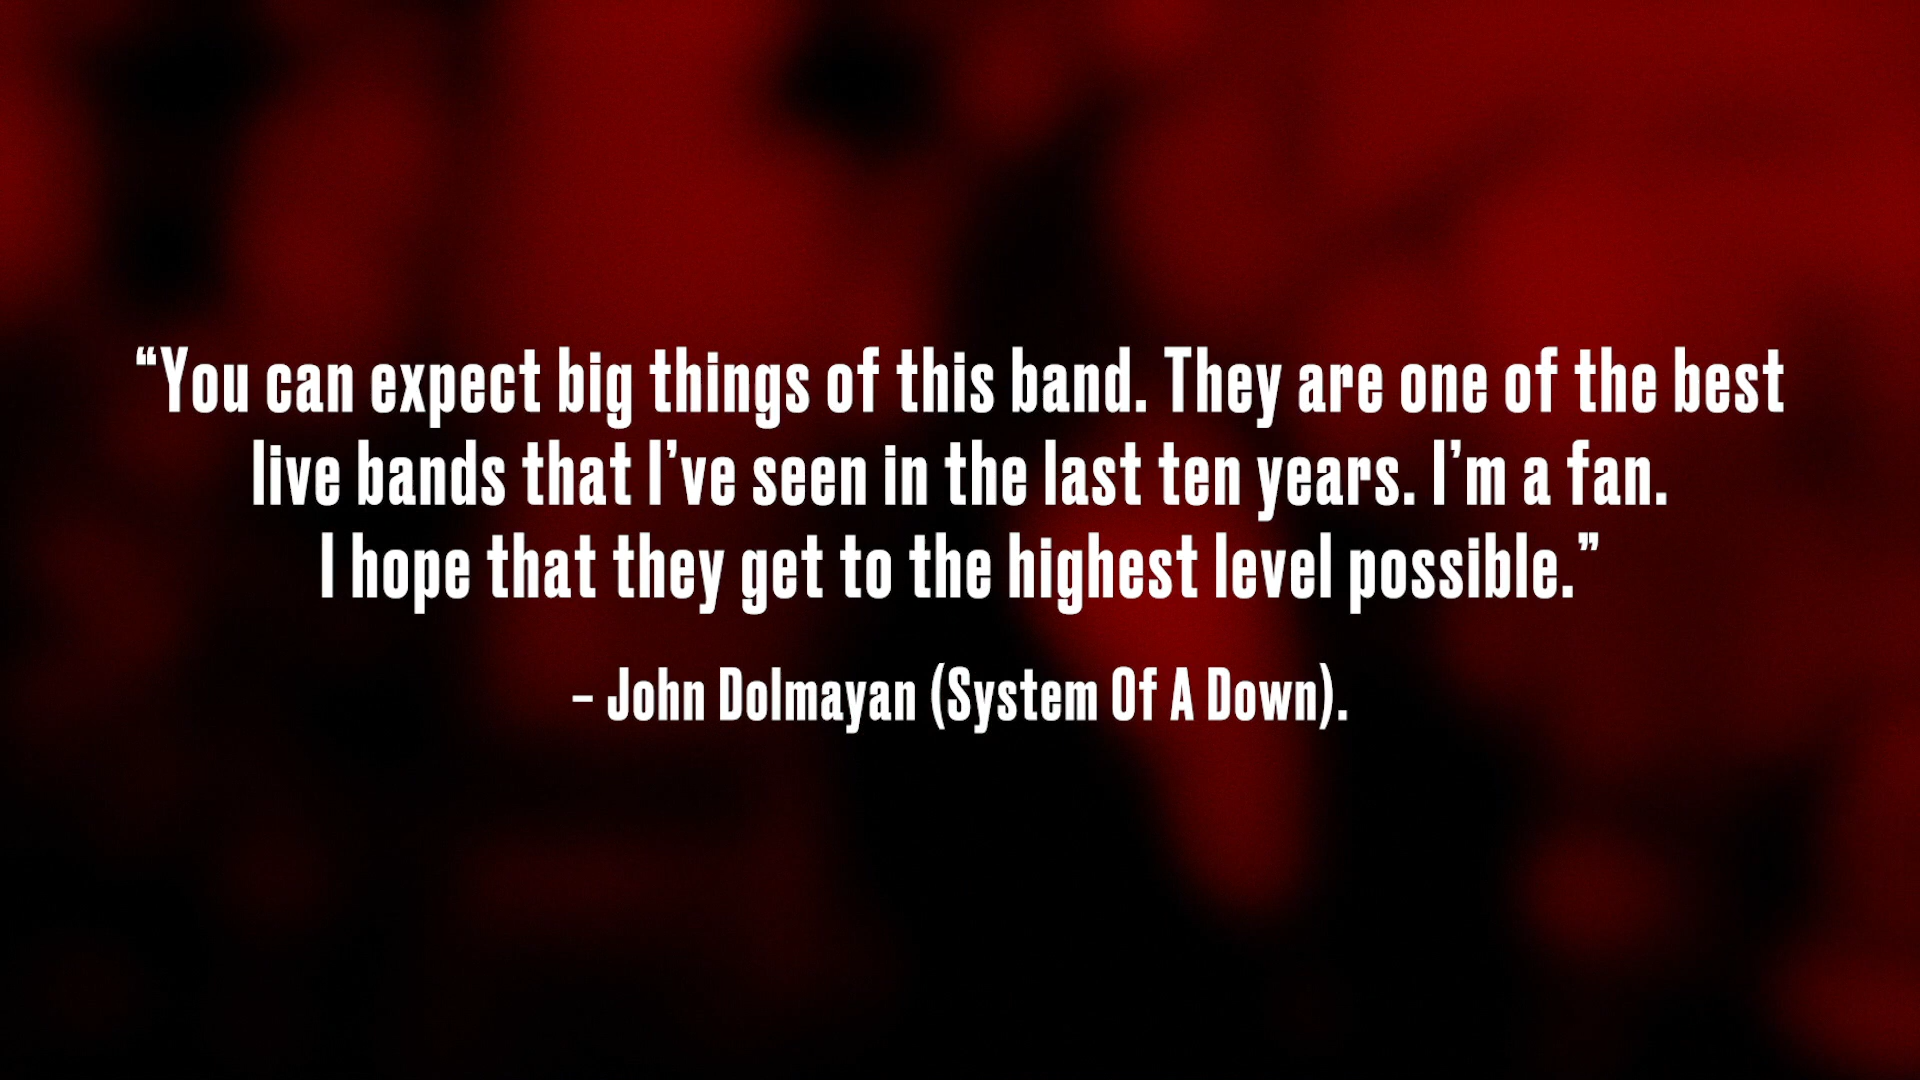 “You can expect big things of this band. They are one of the best
live bands that I’ve seen in the last ten years. I’m a fan.
I hope that they get to the highest level possible.”
– John Dolmayan (System Of A Down).